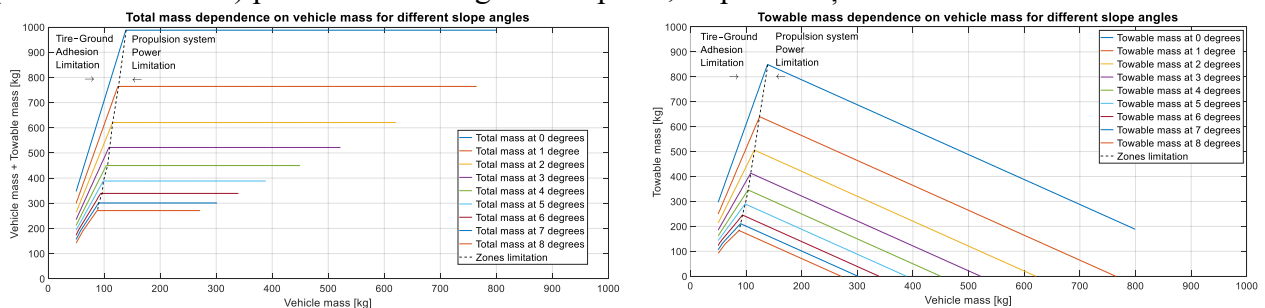 Total mass dependence on vehicle mass for different slope angles
Vehicle mass + Towable mass [kg]
1000
900
800
700
600
500
400
300
200
100
0
Tire-Ground
Adhesion
Limitation
→
Propulsion system
Power
Limitation
←
Total mass at 0 degrees
Total mass at 1 degree
Total mass at 2 degrees
Total mass at 3 degrees
Total mass at 4 degrees
Total mass at 5 degrees
Total mass at 6 degrees
Total mass at 7 degrees
Total mass at 8 degrees
Zones limitation
0 100 200 300 400 500 600 700 800 900 1000
Vehicle mass [kg]
Towable mass dependence on vehicle mass for different slope angles
Towable mass [kg]
1000
900
800
700
600
500
400
300
200
100
0
Tire-Ground
Adhesion
Limitation
→
Propulsion system
Power
Limitation
←
Towable mass at 0 degrees
Towable mass at 1 degree
Towable mass at 2 degrees
Towable mass at 3 degrees
Towable mass at 4 degrees
Towable mass at 5 degrees
Towable mass at 6 degrees
Towable mass at 7 degrees
Towable mass at 8 degrees
Zones limitation
0 100 200 300 400 500 600 700 800 900 1000
Vehicle mass [kg]